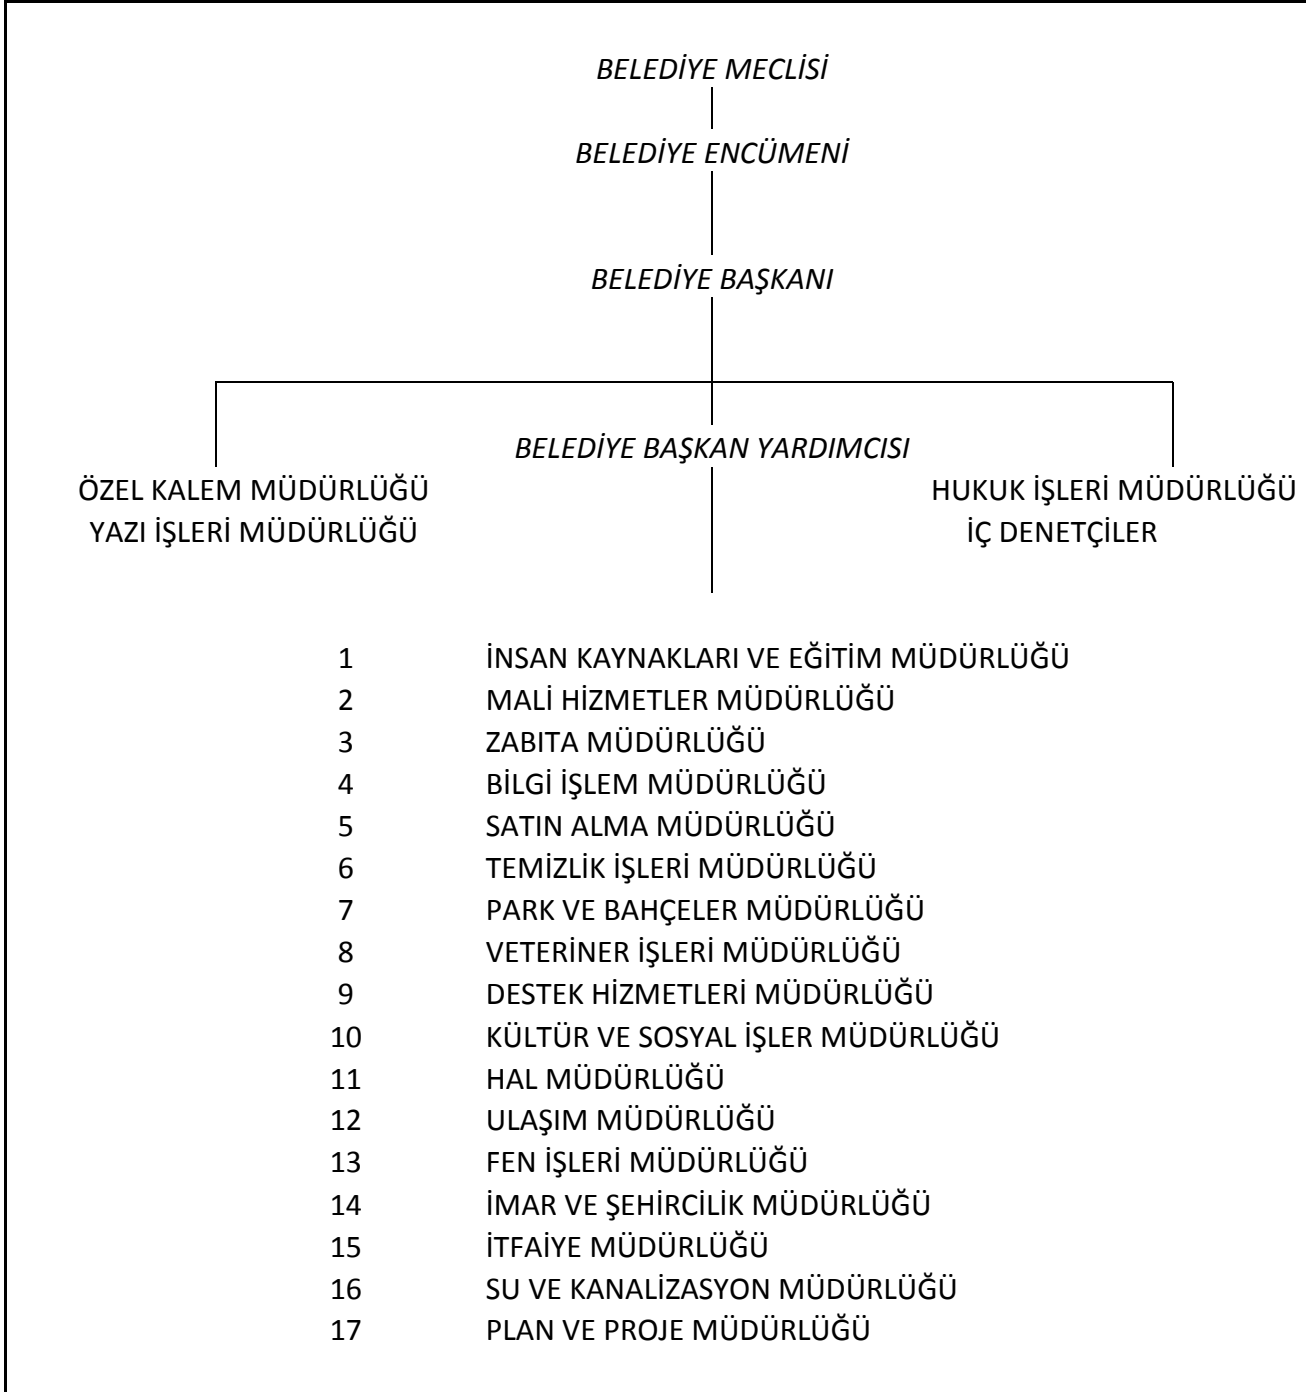 BELEDİYE MECLİSİ
BELEDİYE ENCÜMENİ
BELEDİYE BAŞKANI
BELEDİYE BAŞKAN YARDIMCISI
ÖZEL KALEM MÜDÜRLÜĞÜ HUKUK İŞLERİ MÜDÜRLÜĞÜ
YAZI İŞLERİ MÜDÜRLÜĞÜ İÇ DENETÇİLER
1 İNSAN KAYNAKLARI VE EĞİTİM MÜDÜRLÜĞÜ
2 MALİ HİZMETLER MÜDÜRLÜĞÜ
3 ZABITA MÜDÜRLÜĞÜ
4 BİLGİ İŞLEM MÜDÜRLÜĞÜ
5 SATIN ALMA MÜDÜRLÜĞÜ
6 TEMİZLİK İŞLERİ MÜDÜRLÜĞÜ
7 PARK VE BAHÇELER MÜDÜRLÜĞÜ
8 VETERİNER İŞLERİ MÜDÜRLÜĞÜ
9 DESTEK HİZMETLERİ MÜDÜRLÜĞÜ
10 KÜLTÜR VE SOSYAL İŞLER MÜDÜRLÜĞÜ
11 HAL MÜDÜRLÜĞÜ
12 ULAŞIM MÜDÜRLÜĞÜ
13 FEN İŞLERİ MÜDÜRLÜĞÜ
14 İMAR VE ŞEHİRCİLİK MÜDÜRLÜĞÜ
15 İTFAİYE MÜDÜRLÜĞÜ
16 SU VE KANALİZASYON MÜDÜRLÜĞÜ
17 PLAN VE PROJE MÜDÜRLÜĞÜ